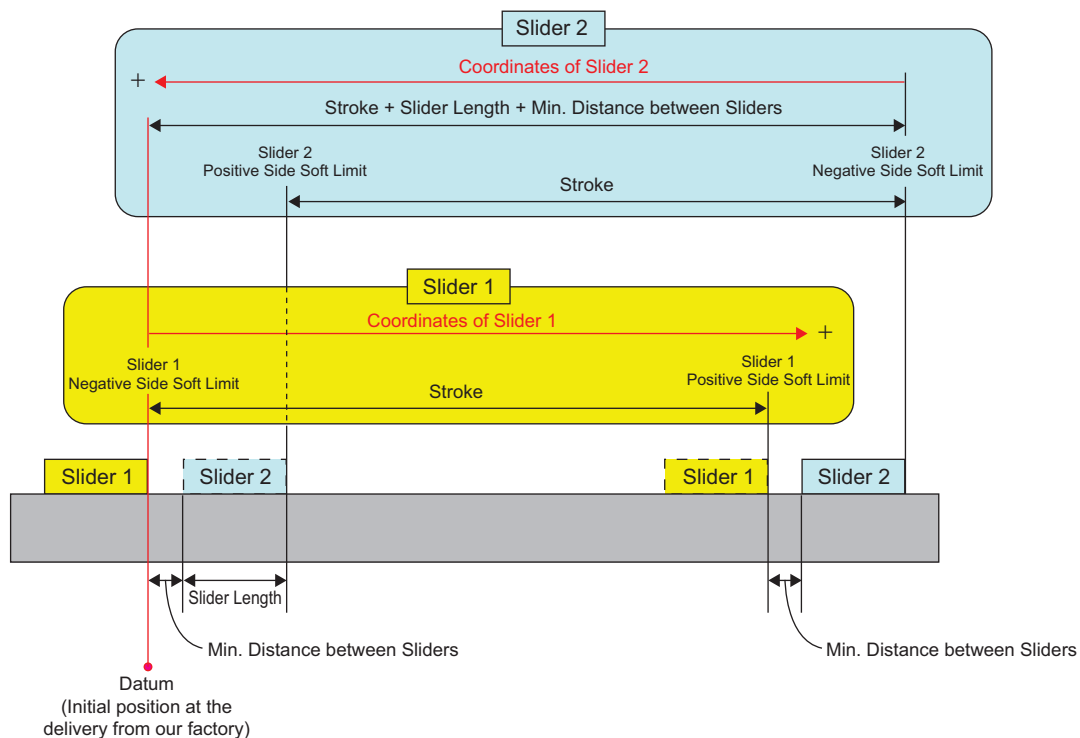 Slider 2
Coordinates of Slider 2
+
Stroke + Slider Length + Min. Distance between Sliders
Slider 2
Positive Side Soft Limit
Slider 2
Negative Side Soft Limit
Stroke
Slider 1
Coordinates of Slider 1
+
Slider 1
Negative Side Soft Limit
Slider 1
Positive Side Soft Limit
Stroke
Slider 1
Slider 2
Slider 1
Slider 2
Slider Length
Min. Distance between Sliders
Min. Distance between Sliders
Datum
(Initial position at the
delivery from our factory)